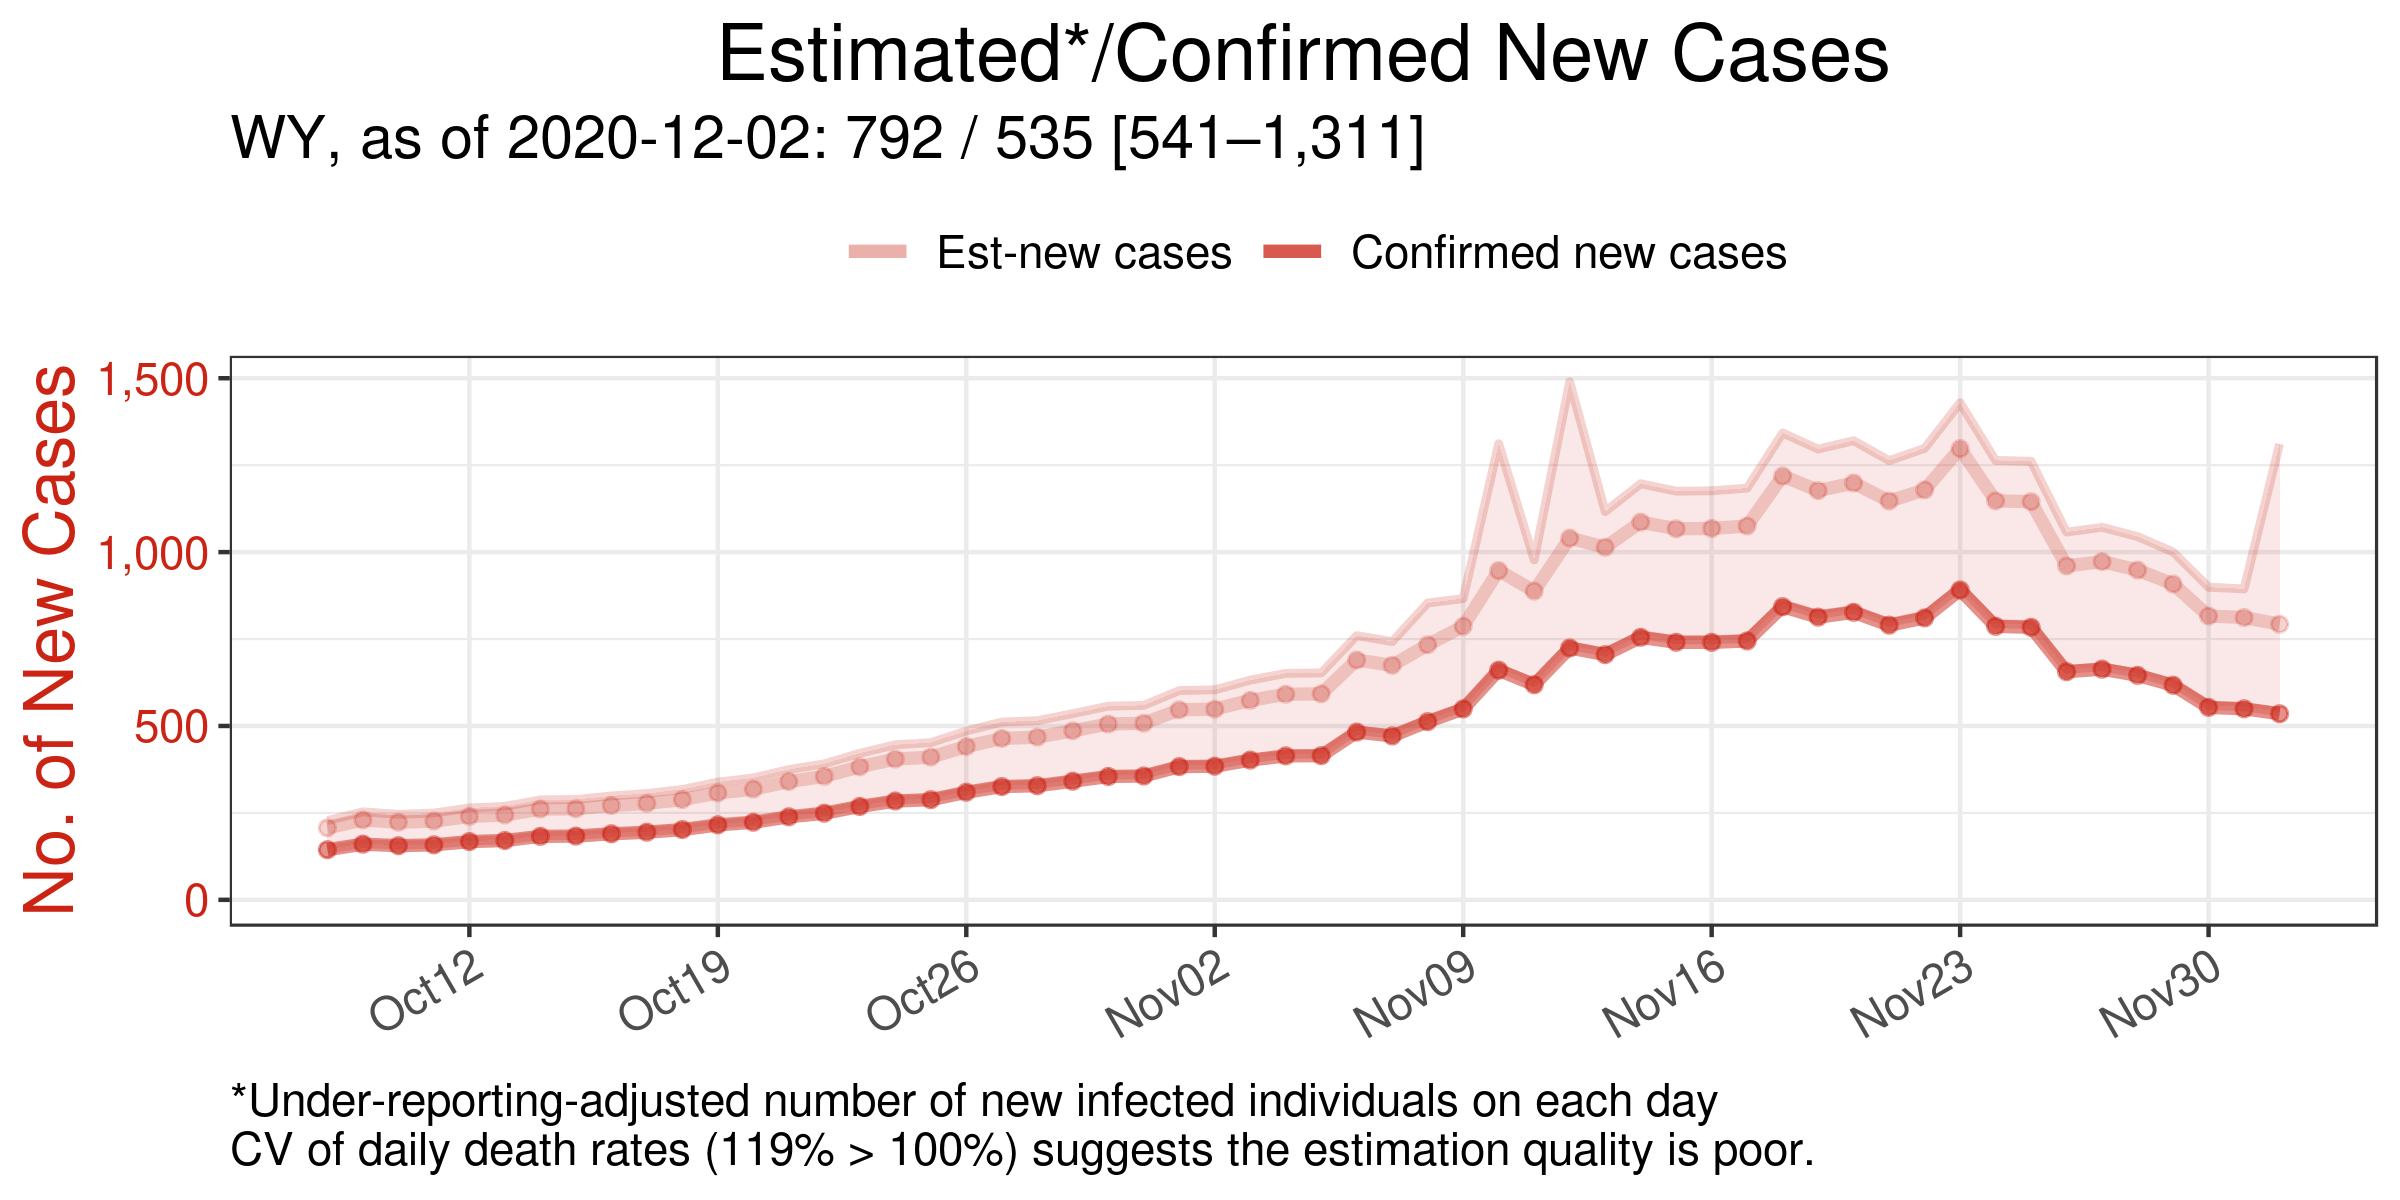 Estimated*/Confirmed New Cases
WY, as of 2020-12-02: 792 / 535 [541–1,311]
Est-new cases
Confirmed new cases
No. of New Cases
1,500
1,000
500
0
Oct12
Oct19
Oct26
Nov02
Nov09
Nov16
Nov23
Nov30
*Under-reporting-adjusted number of new infected individuals on each day
CV of daily death rates (119% > 100%) suggests the estimation quality is poor.